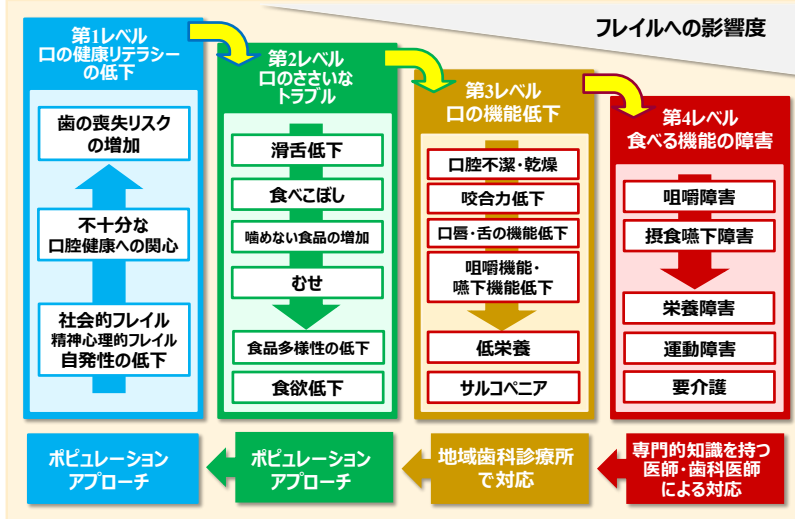 フレイルへの影響度
第1レベル
口の健康リテラシー
の低下
歯の喪失リスク
の増加
不十分な
口腔健康への関心
社会的フレイル
精神心理的フレイル
自発性の低下
第2レベル
口のささいな
トラブル
滑舌低下
食べこぼし
噛めない食品の増加
むせ
食品多様性の低下
食欲低下
第3レベル
口の機能低下
口腔不潔・乾燥
咬合力低下
口唇・舌の機能低下
咀嚼機能・
嚥下機能低下
低栄養
サルコペニア
第4レベル
食べる機能の障害
咀嚼障害
摂食嚥下障害
栄養障害
運動障害
要介護
ポピュレーション
アプローチ
ポピュレーション
アプローチ
地域歯科診療所
で対応
専門的知識を持つ
医師・歯科医師
による対応